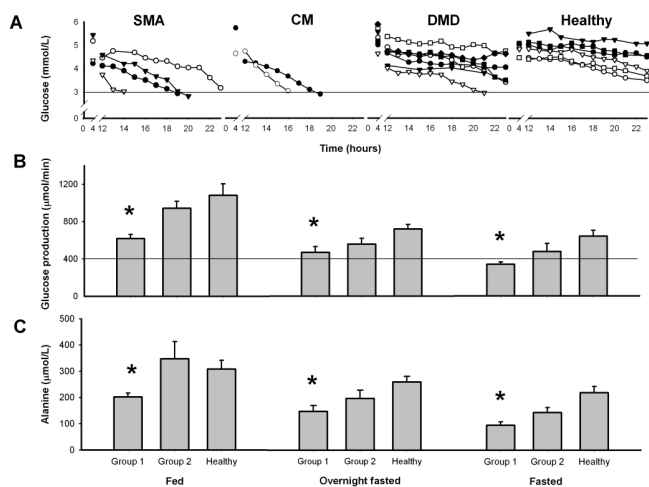 A
SMA
CM
DMD
Healthy
Glucose (mmol/L)
6
5
4
3
0
0 4 12 14 16 18 20 22 0 4 12 14 16 18 20 22 0 4 12 14 16 18 20 22 0 4 12 14 16 18 20 22
Time (hours)
B
Glucose production (µmol/min)
1200
800
400
0
* * *
C
Alanine (µmol/L)
500
400
300
200
100
0
* * *
Group 1 Group 2 Healthy Group 1 Group 2 Healthy Group 1 Group 2 Healthy
Fed Overnight fasted Fasted